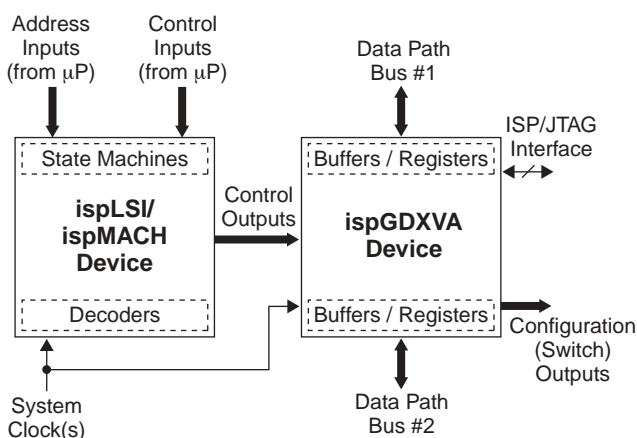 Address
Inputs
(from μP)
Control
Inputs
(from μP)
Data Path
Bus #1
ISP/JTAG
Interface
State Machines
Buffers / Registers
ispLSI/
ispMACH
Device
Control
Outputs
ispGDXVA
Device
Decoders
Buffers / Registers
Configuration
(Switch)
Outputs
System
Clock(s)
Data Path
Bus #2